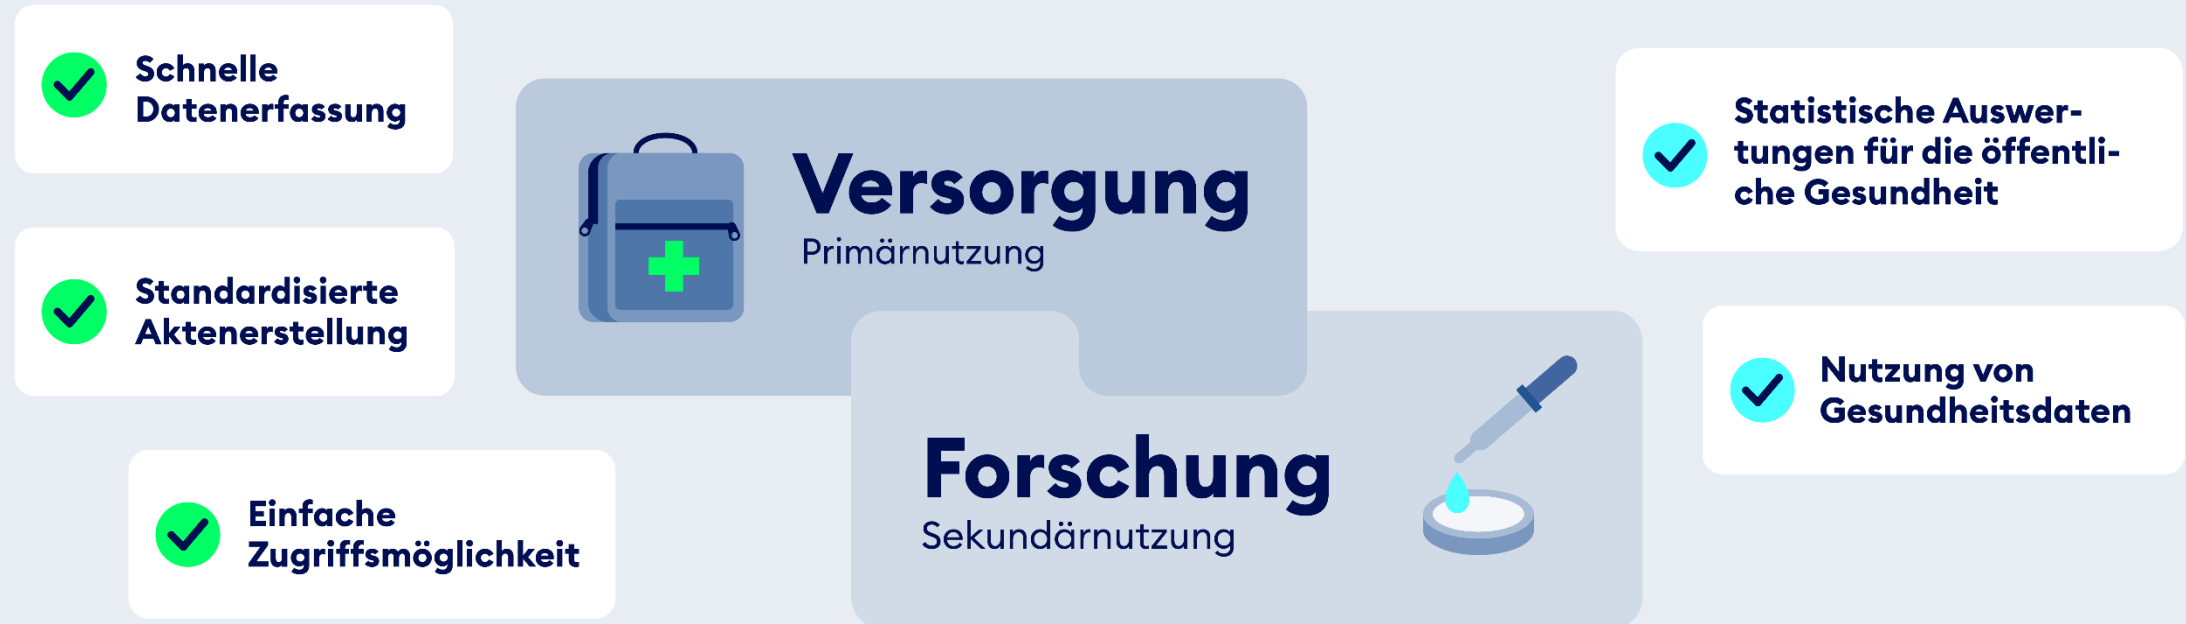 Schnelle
Datenerfassung
Standardisierte
Aktenerstellung
Einfache
Zugriffsmöglichkeit
Versorgung
Primärnutzung
Forschung
Sekundärnutzung
Statistische Auswer-
tungen für die öffentli-
che Gesundheit
Nutzung von
Gesundheitsdaten